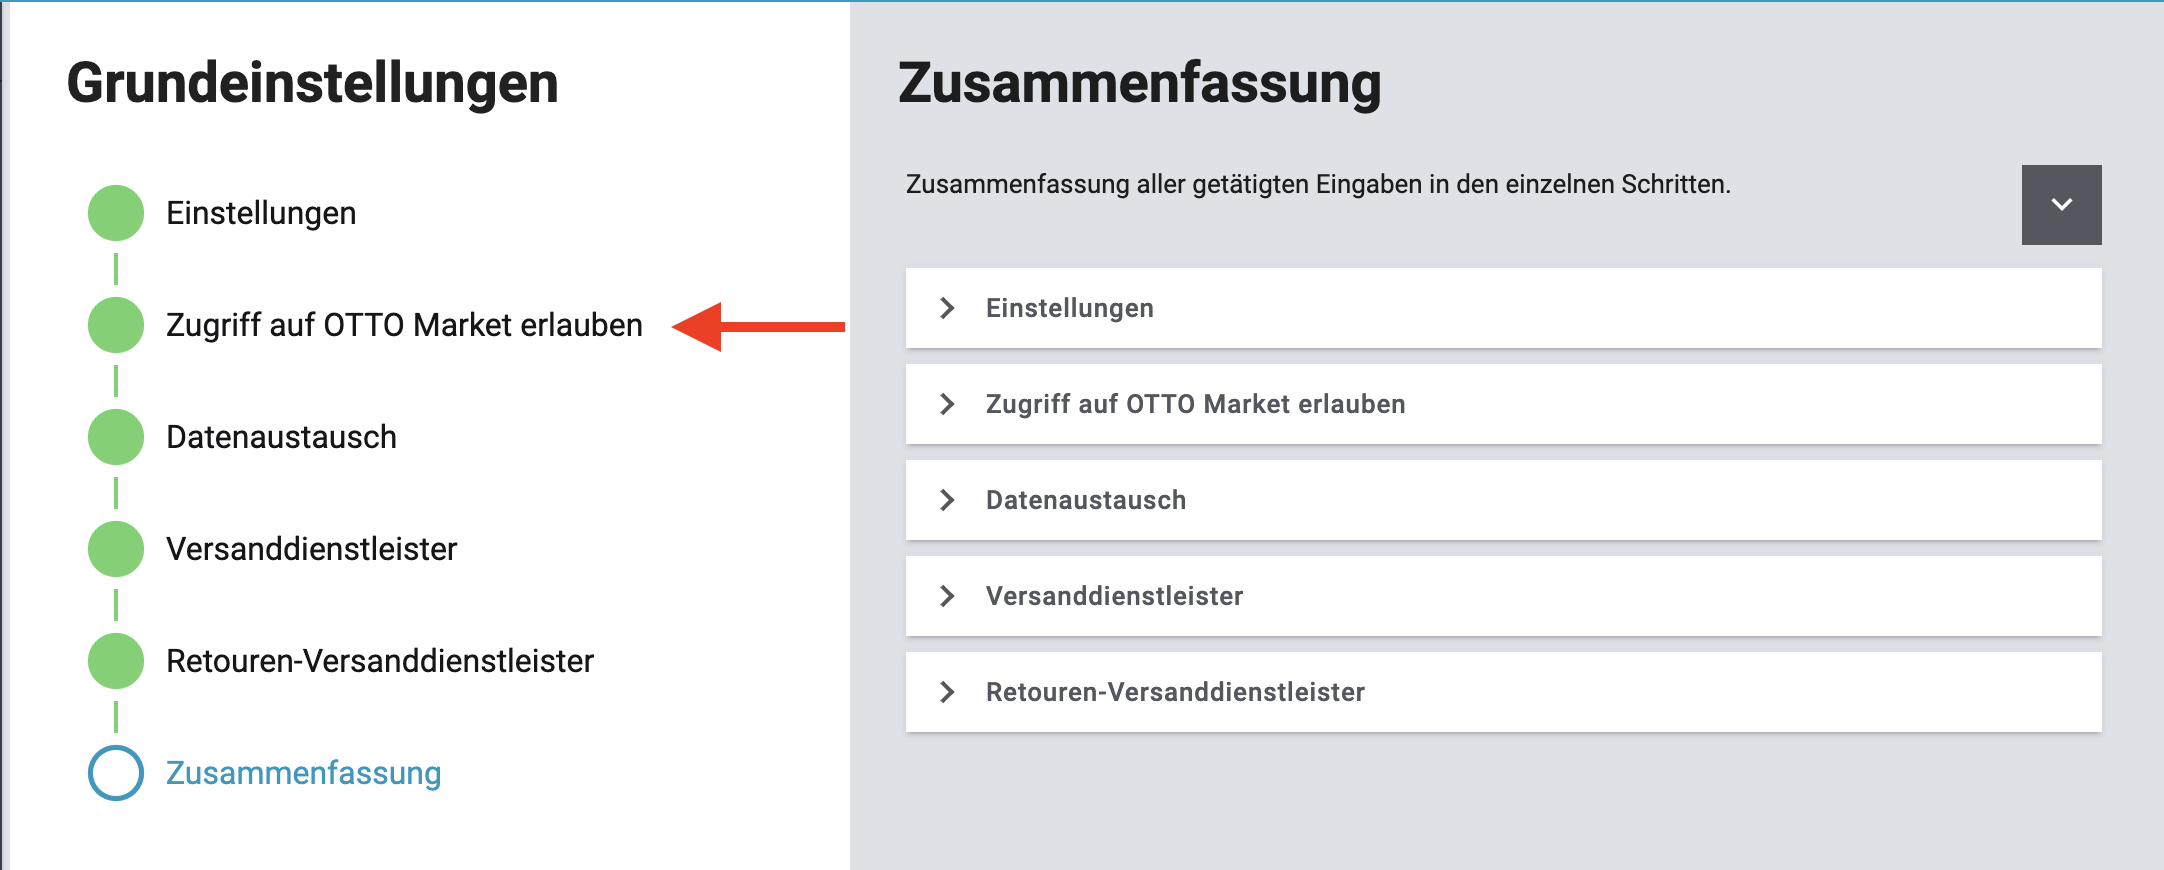 Grundeinstellungen
Einstellungen
Zugriff auf OTTO Market erlauben
Datenaustausch
Versanddienstleister
Retouren-Versanddienstleister
Zusammenfassung
Zusammenfassung
Zusammenfassung aller getätigten Eingaben in den einzelnen Schritten.
Einstellungen
Zugriff auf OTTO Market erlauben
Datenaustausch
Versanddienstleister
Retouren-Versanddienstleister